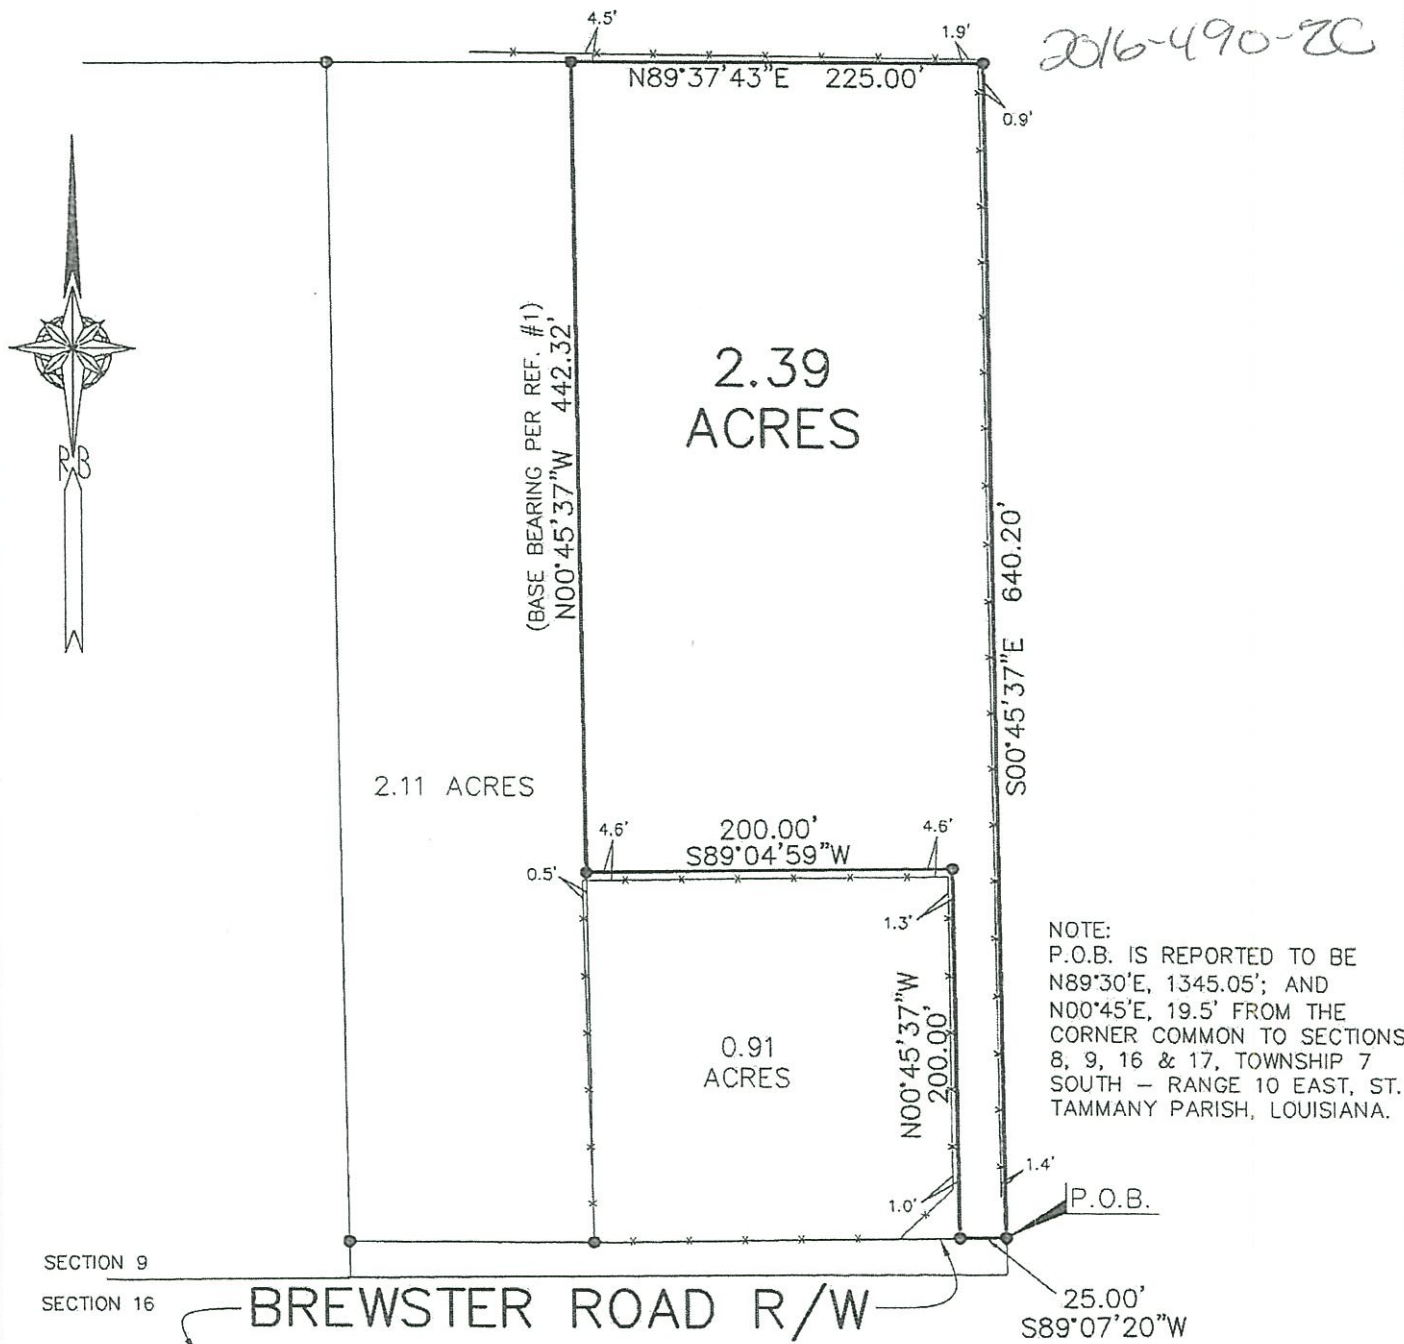 2016-490-ZC
4.5'
1.9'
N89°37'43"E 225.00'
0.9'
(BASE BEARING PER REF. #1)
N00°45'37"W 442.32'
2.39
ACRES
RB
S00°45'37"E 640.20'
2.11 ACRES
4.6'
200.00'
4.6'
S89°04'59"W
0.5'
1.3'
N00°45'37"W
200.00'
0.91
ACRES
NOTE:
P.O.B. IS REPORTED TO BE
N89°30'E, 1345.05'; AND
N00°45'E, 19.5' FROM THE
CORNER COMMON TO SECTIONS
8, 9, 16 & 17, TOWNSHIP 7
SOUTH – RANGE 10 EAST, ST.
TAMMANY PARISH, LOUISIANA.
1.4'
1.0'
P.O.B.
SECTION 9
SECTION 16
BREWSTER ROAD R/W
25.00'
S89°07'20"W